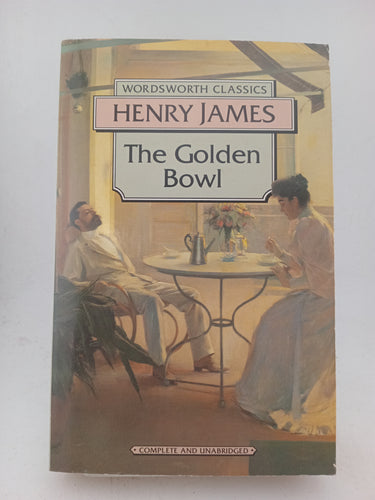 WORDSWORTH CLASSICS
HENRY JAMES
The Golden
Bowl
· COMPLETE AND UNABRIDGED ·